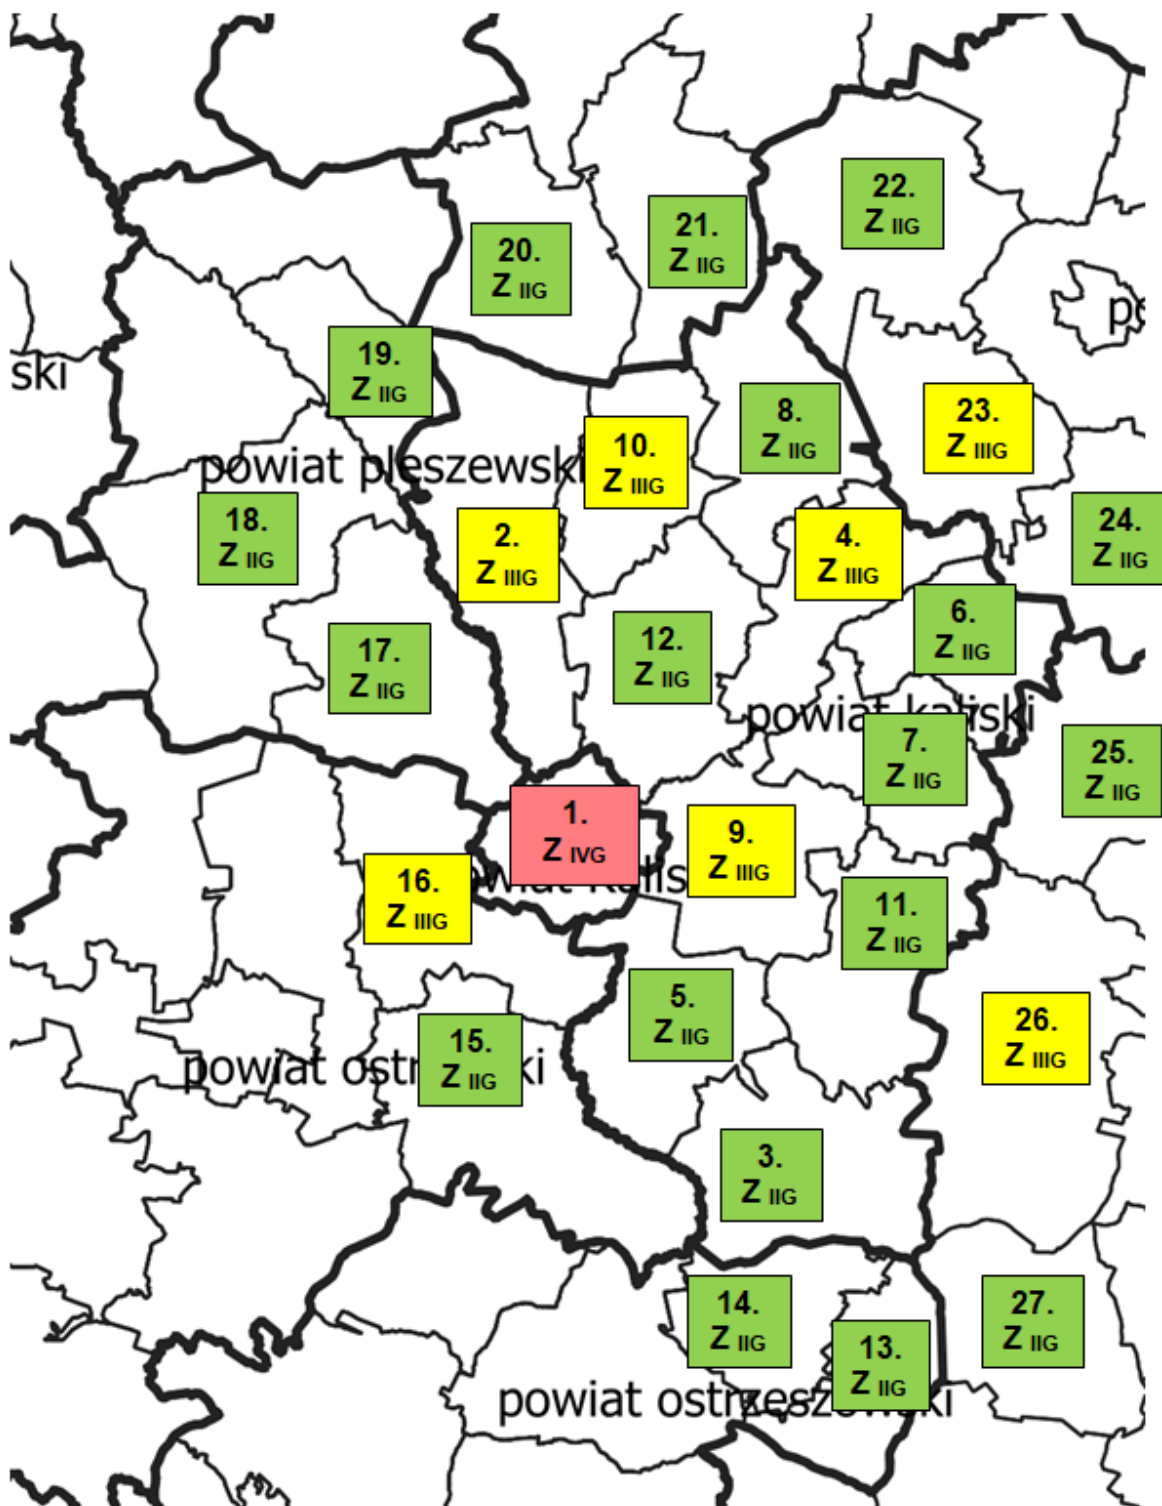 22.
Z IIG
21.
Z IIG
20.
Z IIG
19.
Z IIG
ski
8.
Z IIG
23.
Z IIIG
10.
Z IIIG
powiat pleszewski
18.
Z IIG
2.
Z IIIG
4.
Z IIIG
24.
Z IIG
6.
Z IIG
12.
Z IIG
17.
Z IIG
powiat kaliski
7.
Z IIG
25.
Z IIG
1.
Z IVG
9.
Z IIIG
16.
Z IIIG
11.
Z IIG
5.
Z IIG
26.
Z IIIG
15.
Z IIG
powiat
3.
Z IIG
14.
Z IIG
27.
Z IIG
13.
Z IIG
powiat ostrzeszowski